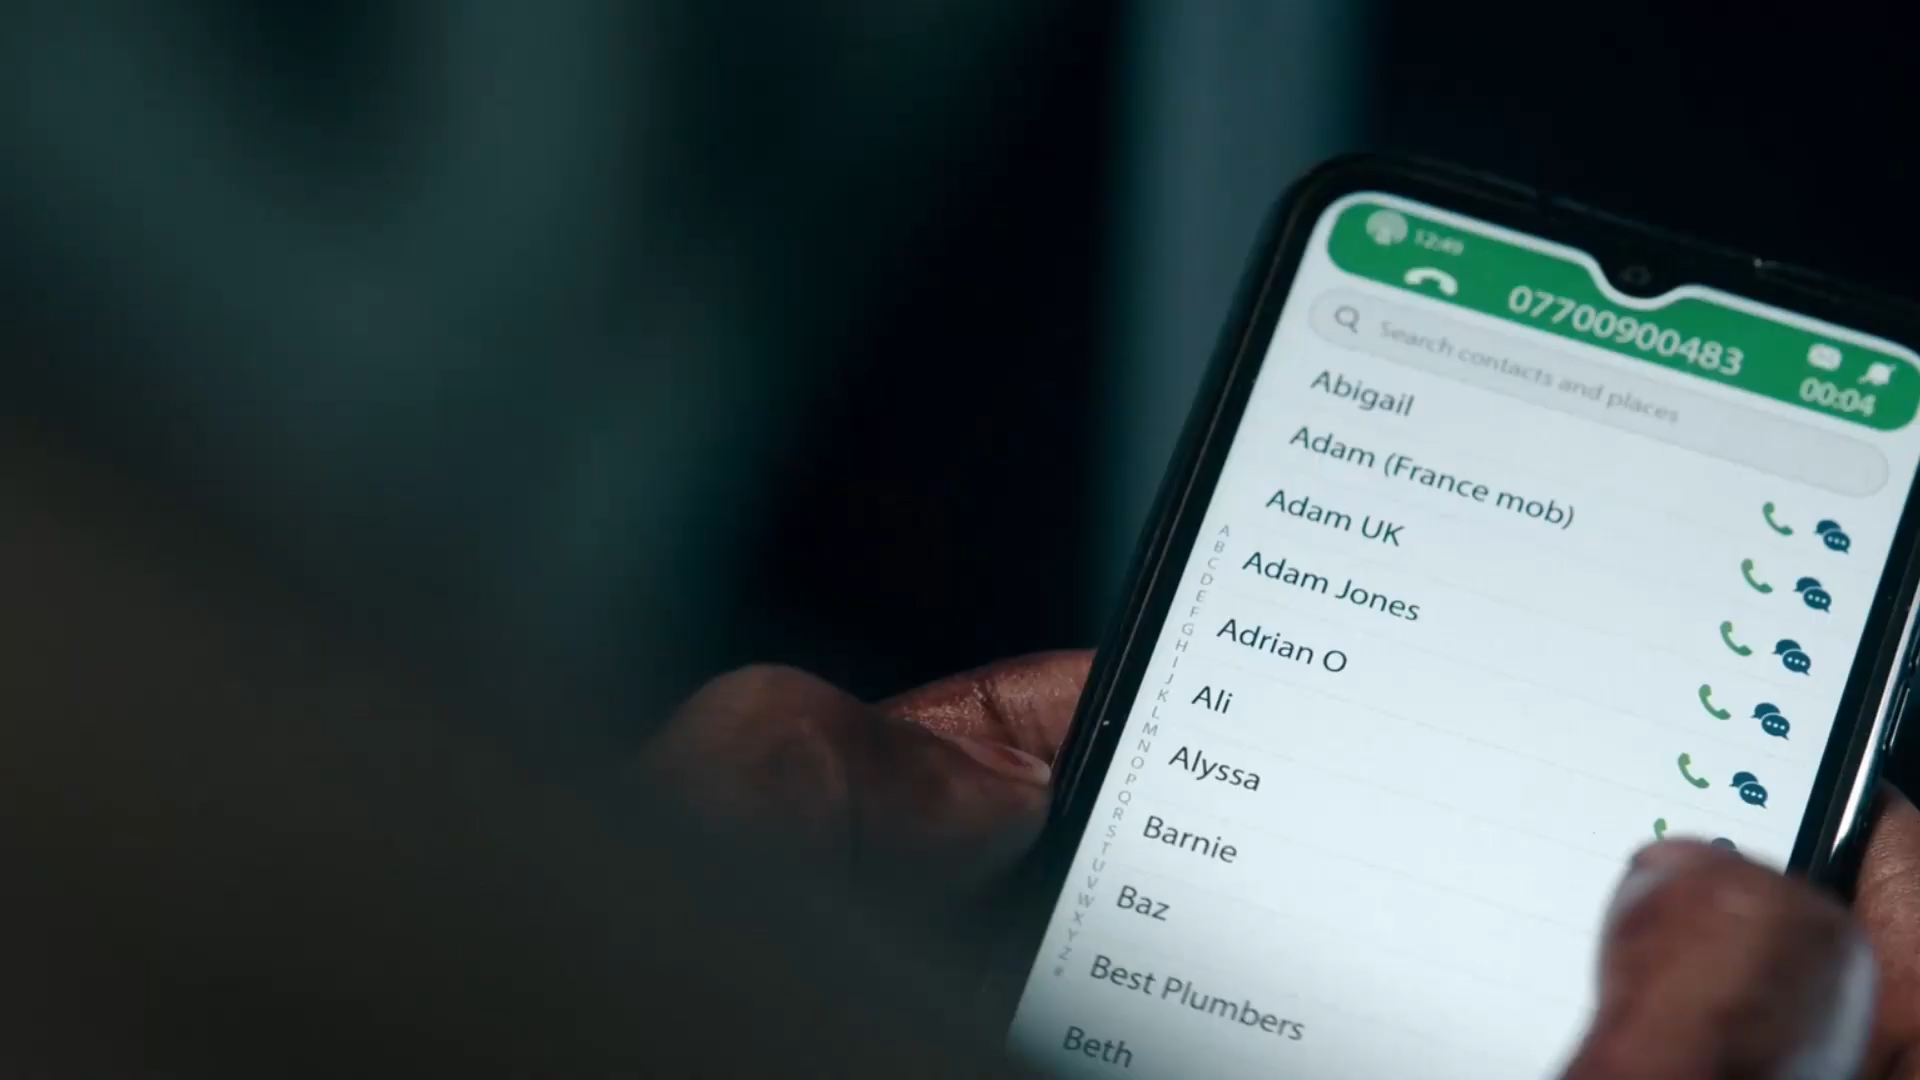 12:49
07700900483
00:04
Search contacts and places
Abigail
Adam (France mob)
Adam UK
Adam Jones
Adrian O
Ali
Alyssa
Barnie
Baz
Best Plumbers
Beth
A
B
C
D
E
F
G
H
I
J
K
L
M
N
O
P
Q
R
S
T
U
V
W
X
Y
Z
#